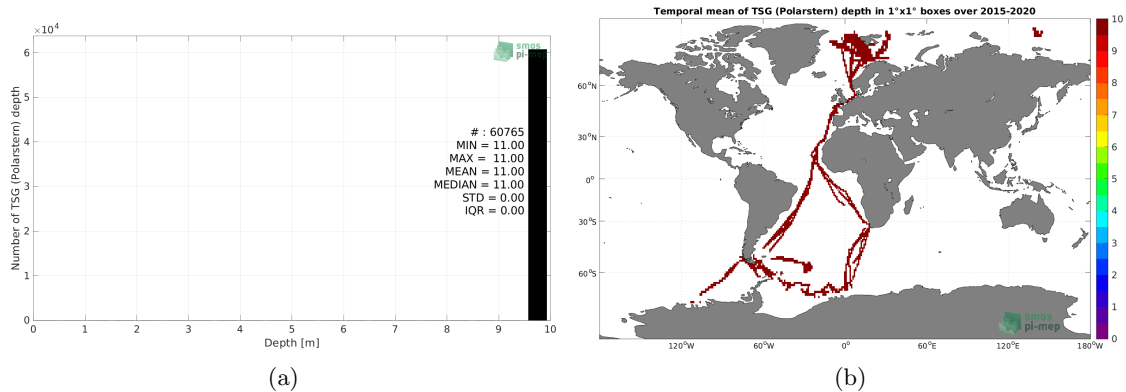 ×10⁴
6
5
4
3
2
1
0
Number of TSG (Polarstern) depth
smos
pi-mep
# : 60765
MIN = 11.00
MAX = 11.00
MEAN = 11.00
MEDIAN = 11.00
STD = 0.00
IQR = 0.00
0 1 2 3 4 5 6 7 8 9 10
Depth [m]
(a)
Temporal mean of TSG (Polarstern) depth in 1°x1° boxes over 2015-2020
60°N
30°N
0°
30°S
60°S
120°W 60°W 0° 60°E 120°E 180°W
smos
pi-mep
10
9
8
7
6
5
4
3
2
1
0
(b)